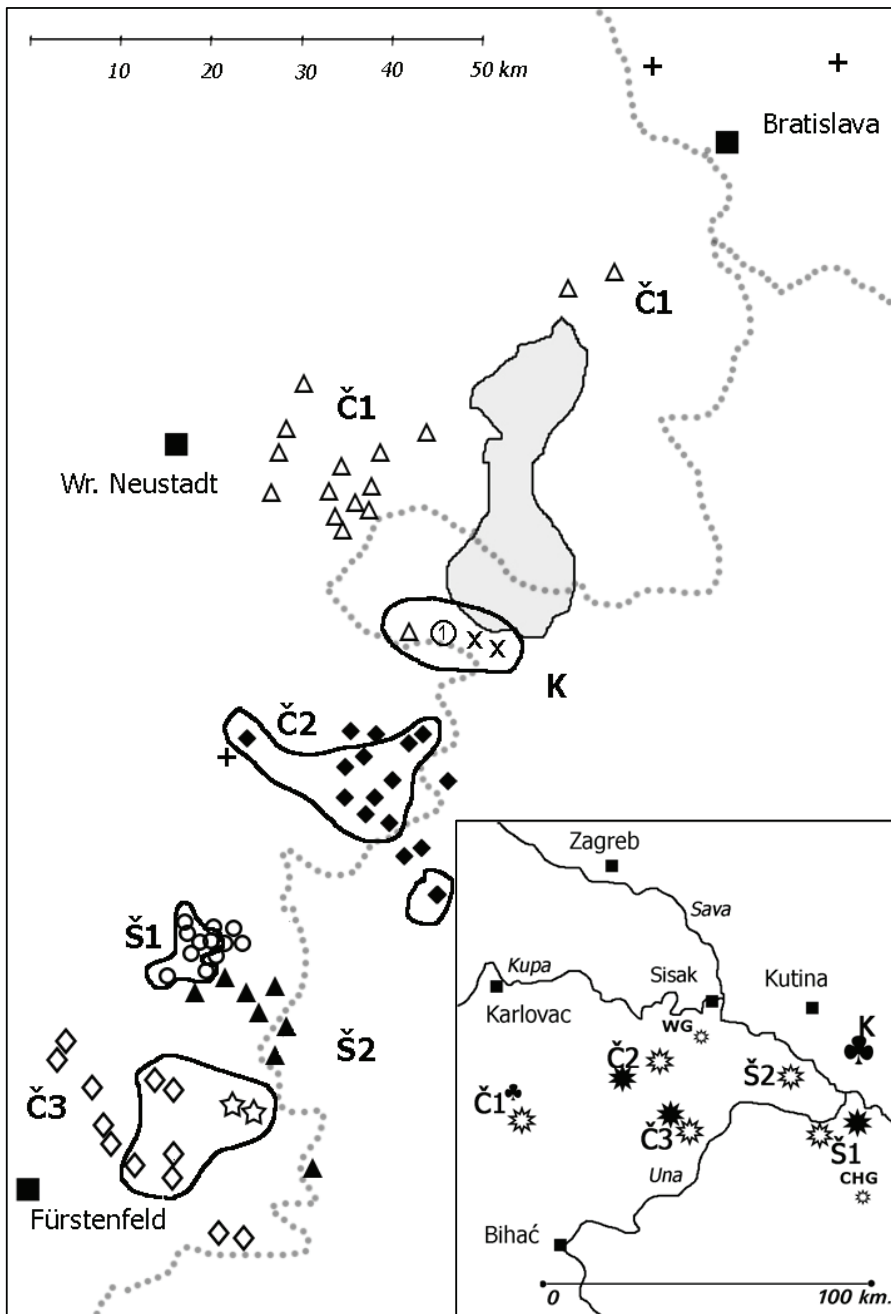 10 20 30 40 50 km
Bratislava
Č1
Č1
Wr. Neustadt
1
x x
K
Č2
Š1
Š2
Č3
Fürstenfeld
Zagreb
Sava
Kupa
Sisak
Kutina
Karlovac
WG
K
Č2
Š2
Č1
Č3
Š1
Una
CHG
Bihać
0 100 km.